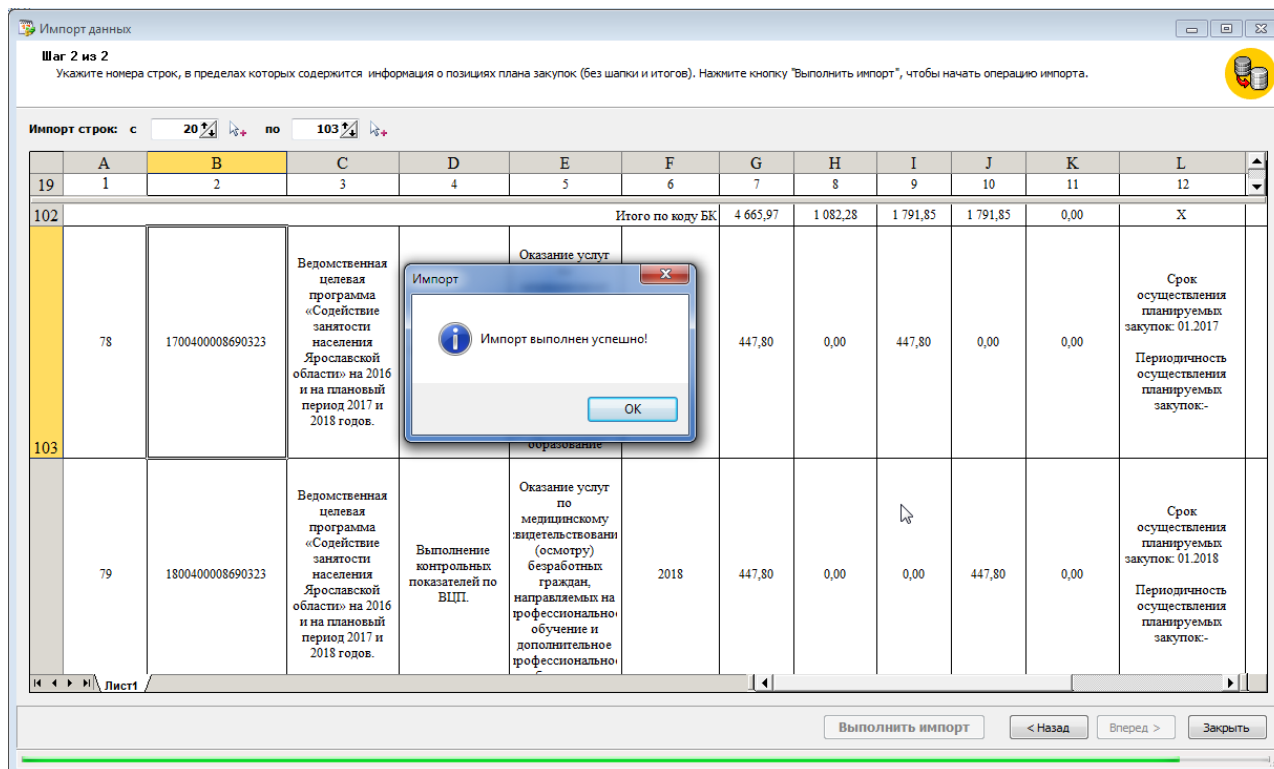 Импорт данных
Шаг 2 из 2
Укажите номера строк, в пределах которых содержится информация о позициях плана закупок (без шапки и итогов). Нажмите кнопку "Выполнить импорт", чтобы начать операцию импорта.
Импорт строк: с 20 по 103
A B C D E F G H I J K L
19 1 2 3 4 5 6 7 8 9 10 11 12
102 Итого по коду БК 4 665,97 1 082,28 1 791,85 1 791,85 0,00 X
103
78
1700400008690323
Ведомственная
целевая
программа
«Содействие
занятости
населения
Ярославской
области» на 2016
и на плановый
период 2017 и
2018 годов.
Оказание услуг
образование
447,80 0,00 447,80 0,00 0,00
Срок
осуществления
планируемых
закупок: 01.2017
Периодичность
осуществления
планируемых
закупок:-
Импорт
Импорт выполнен успешно!
OK
79
1800400008690323
Ведомственная
целевая
программа
«Содействие
занятости
населения
Ярославской
области» на 2016
и на плановый
период 2017 и
2018 годов.
Выполнение
контрольных
показателей по
ВЦП.
Оказание услуг
по
медицинскому
видетельствовани
(осмотру)
безработных
граждан,
направляемых на
профессионально
обучение и
дополнительное
профессионально
2018
447,80 0,00 0,00 447,80 0,00
Срок
осуществления
планируемых
закупок: 01.2018
Периодичность
осуществления
планируемых
закупок:-
Лист1
Выполнить импорт
< Назад
Вперед >
Закрыть